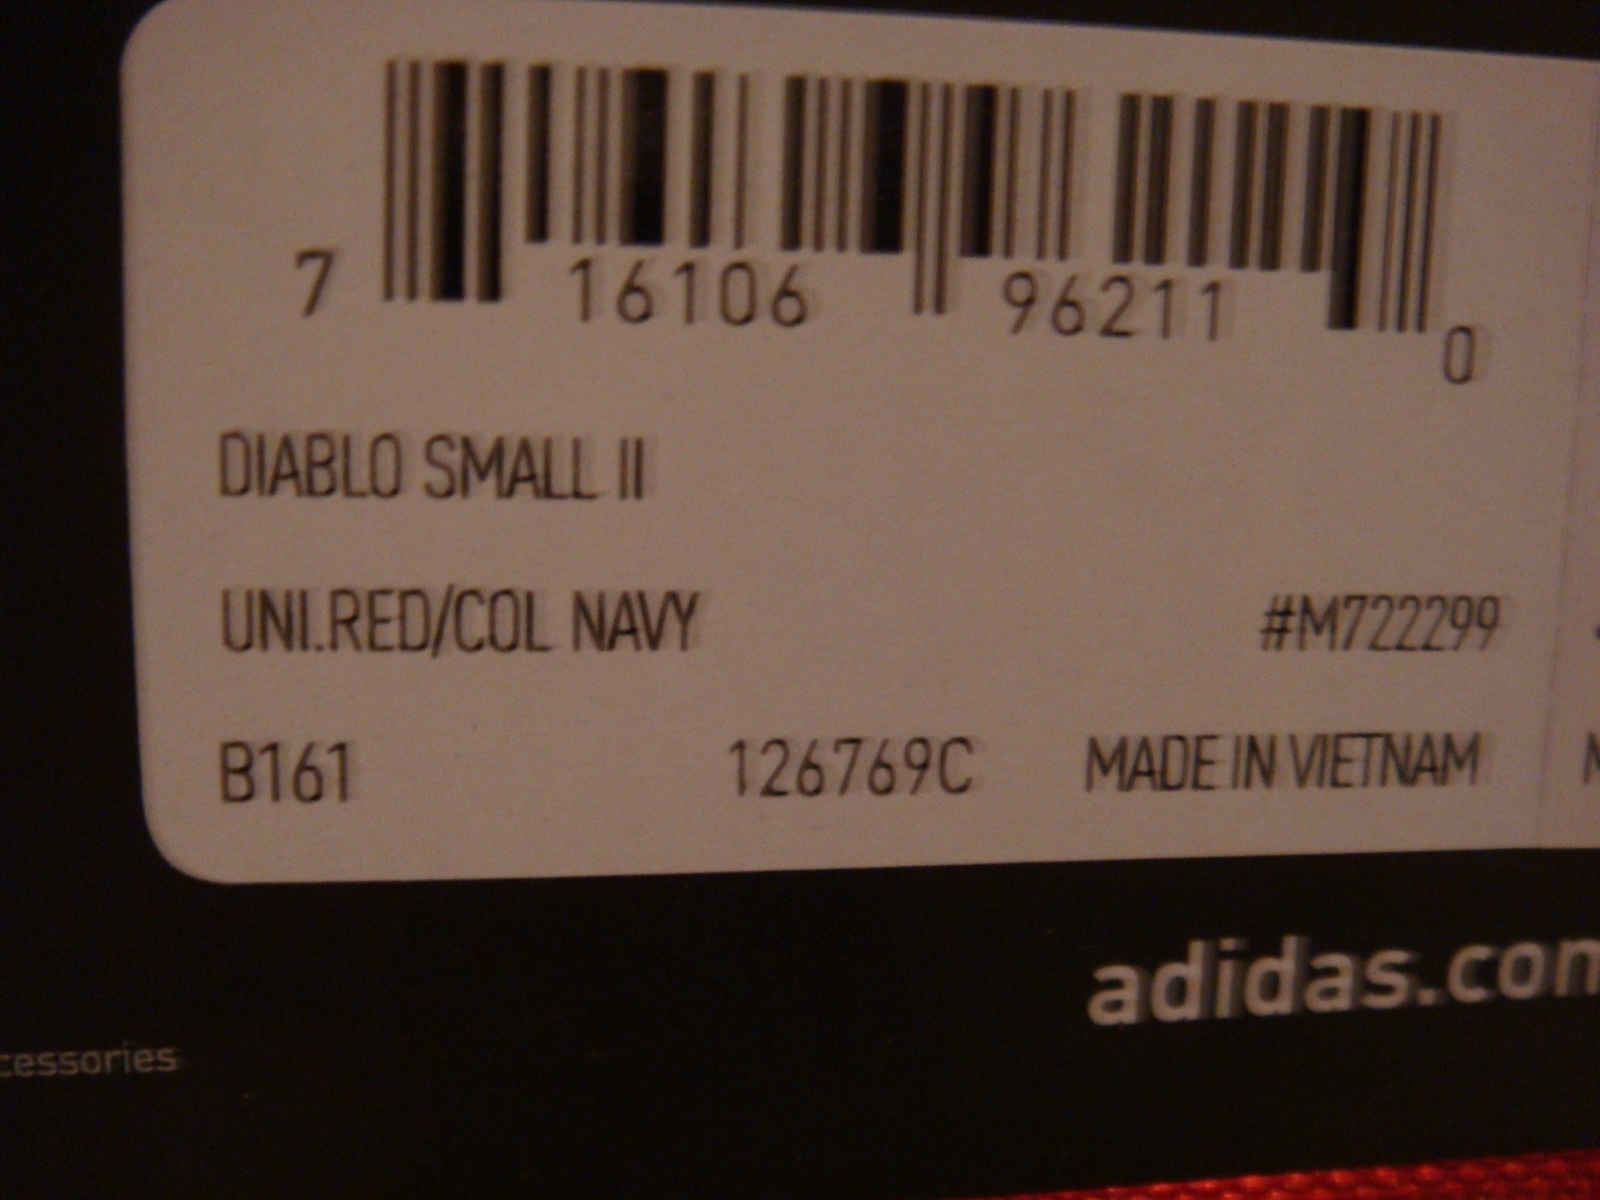 7 16106 96211 0
DIABLO SMALL II
UNI.RED/COL NAVY #M722299
B161 126769C MADE IN VIETNAM
adidas.com
cessories